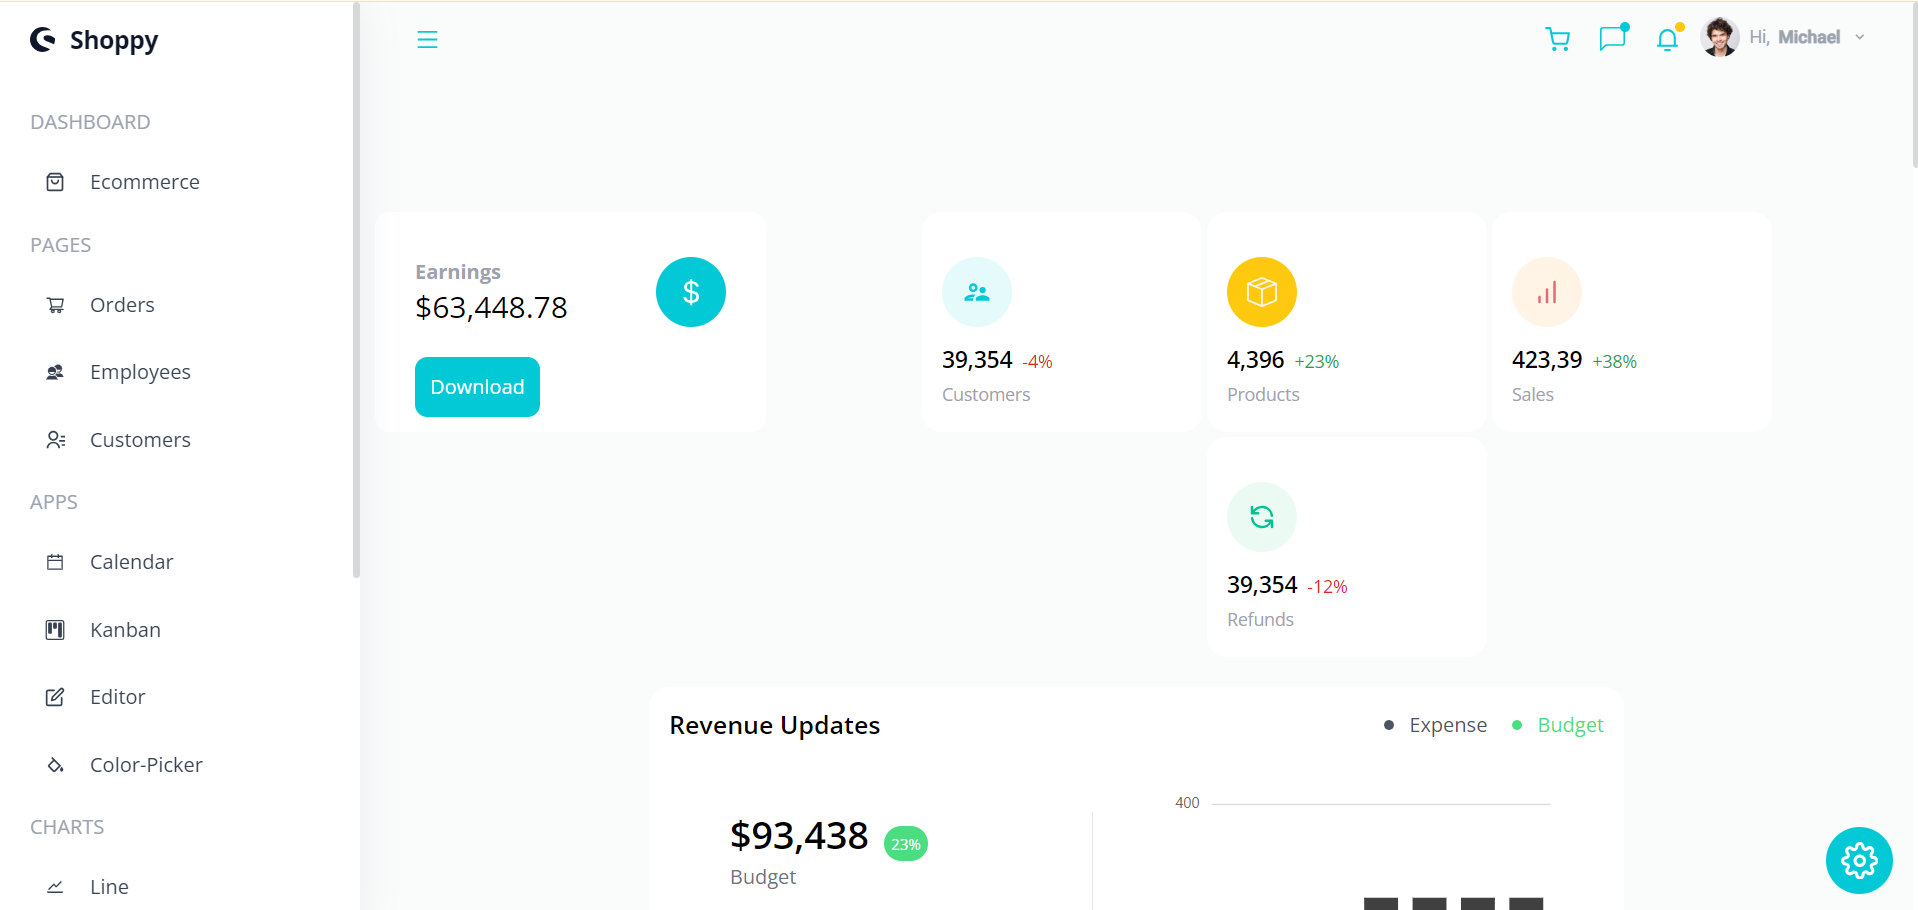 Shoppy
Hi, Michael
DASHBOARD
Ecommerce
PAGES
Orders
Employees
Customers
APPS
Calendar
Kanban
Editor
Color-Picker
CHARTS
Line
Earnings
$63,448.78
$
Download
39,354 -4%
Customers
4,396 +23%
Products
423,39 +38%
Sales
39,354 -12%
Refunds
Revenue Updates
Expense
Budget
$93,438 23%
Budget
400